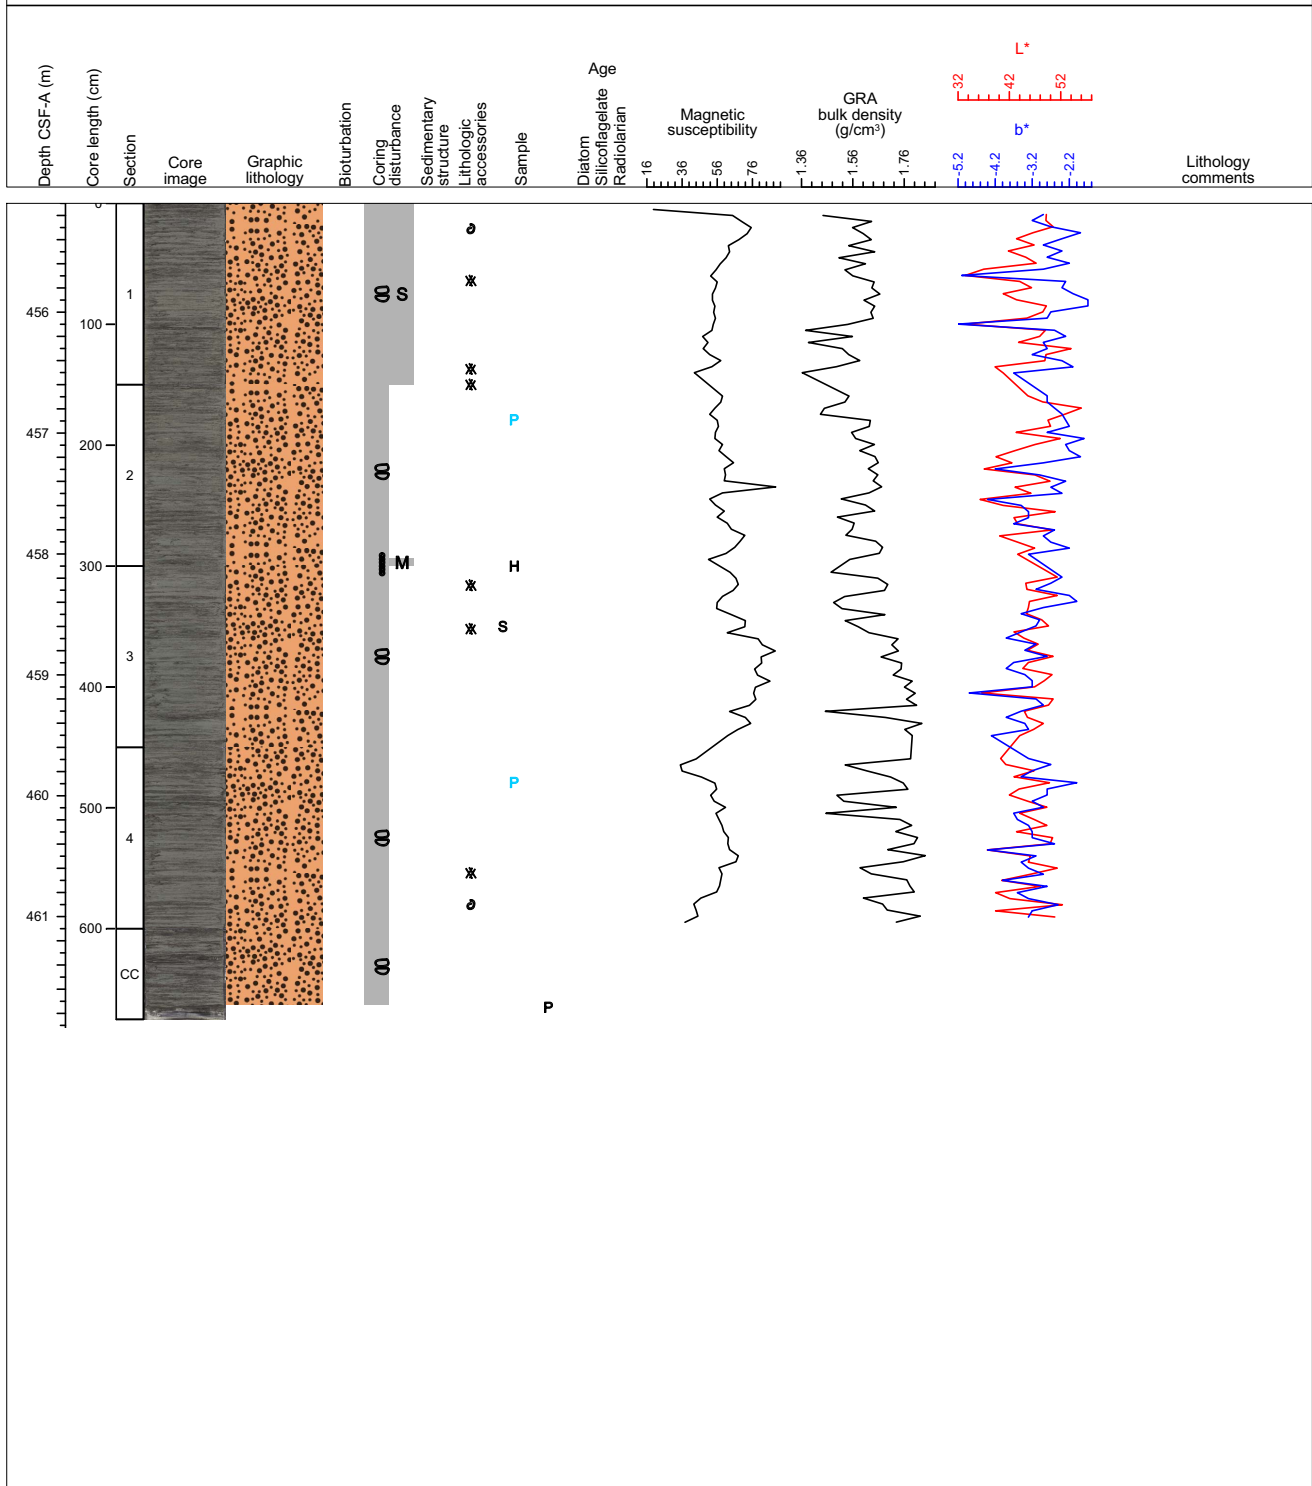 Depth CSF-A (m)
Core length (cm)
Section
Core
image
Graphic
lithology
Bioturbation
Coring
disturbance
Sedimentary
structure
Lithologic
accessories
Sample
Age
Diatom
Silicoflagelate
Radiolarian
Magnetic
susceptibility
16 36 56 76
GRA
bulk density
(g/cm³)
1.36 1.56 1.76
L*
32 42 52
b*
-5.2 -4.2 -3.2 -2.2
Lithology
comments
0
1 S
456
100
P
457
200
2
458 M
300 H
S
3
459
400
P
460
500
4
461
600
CC
P